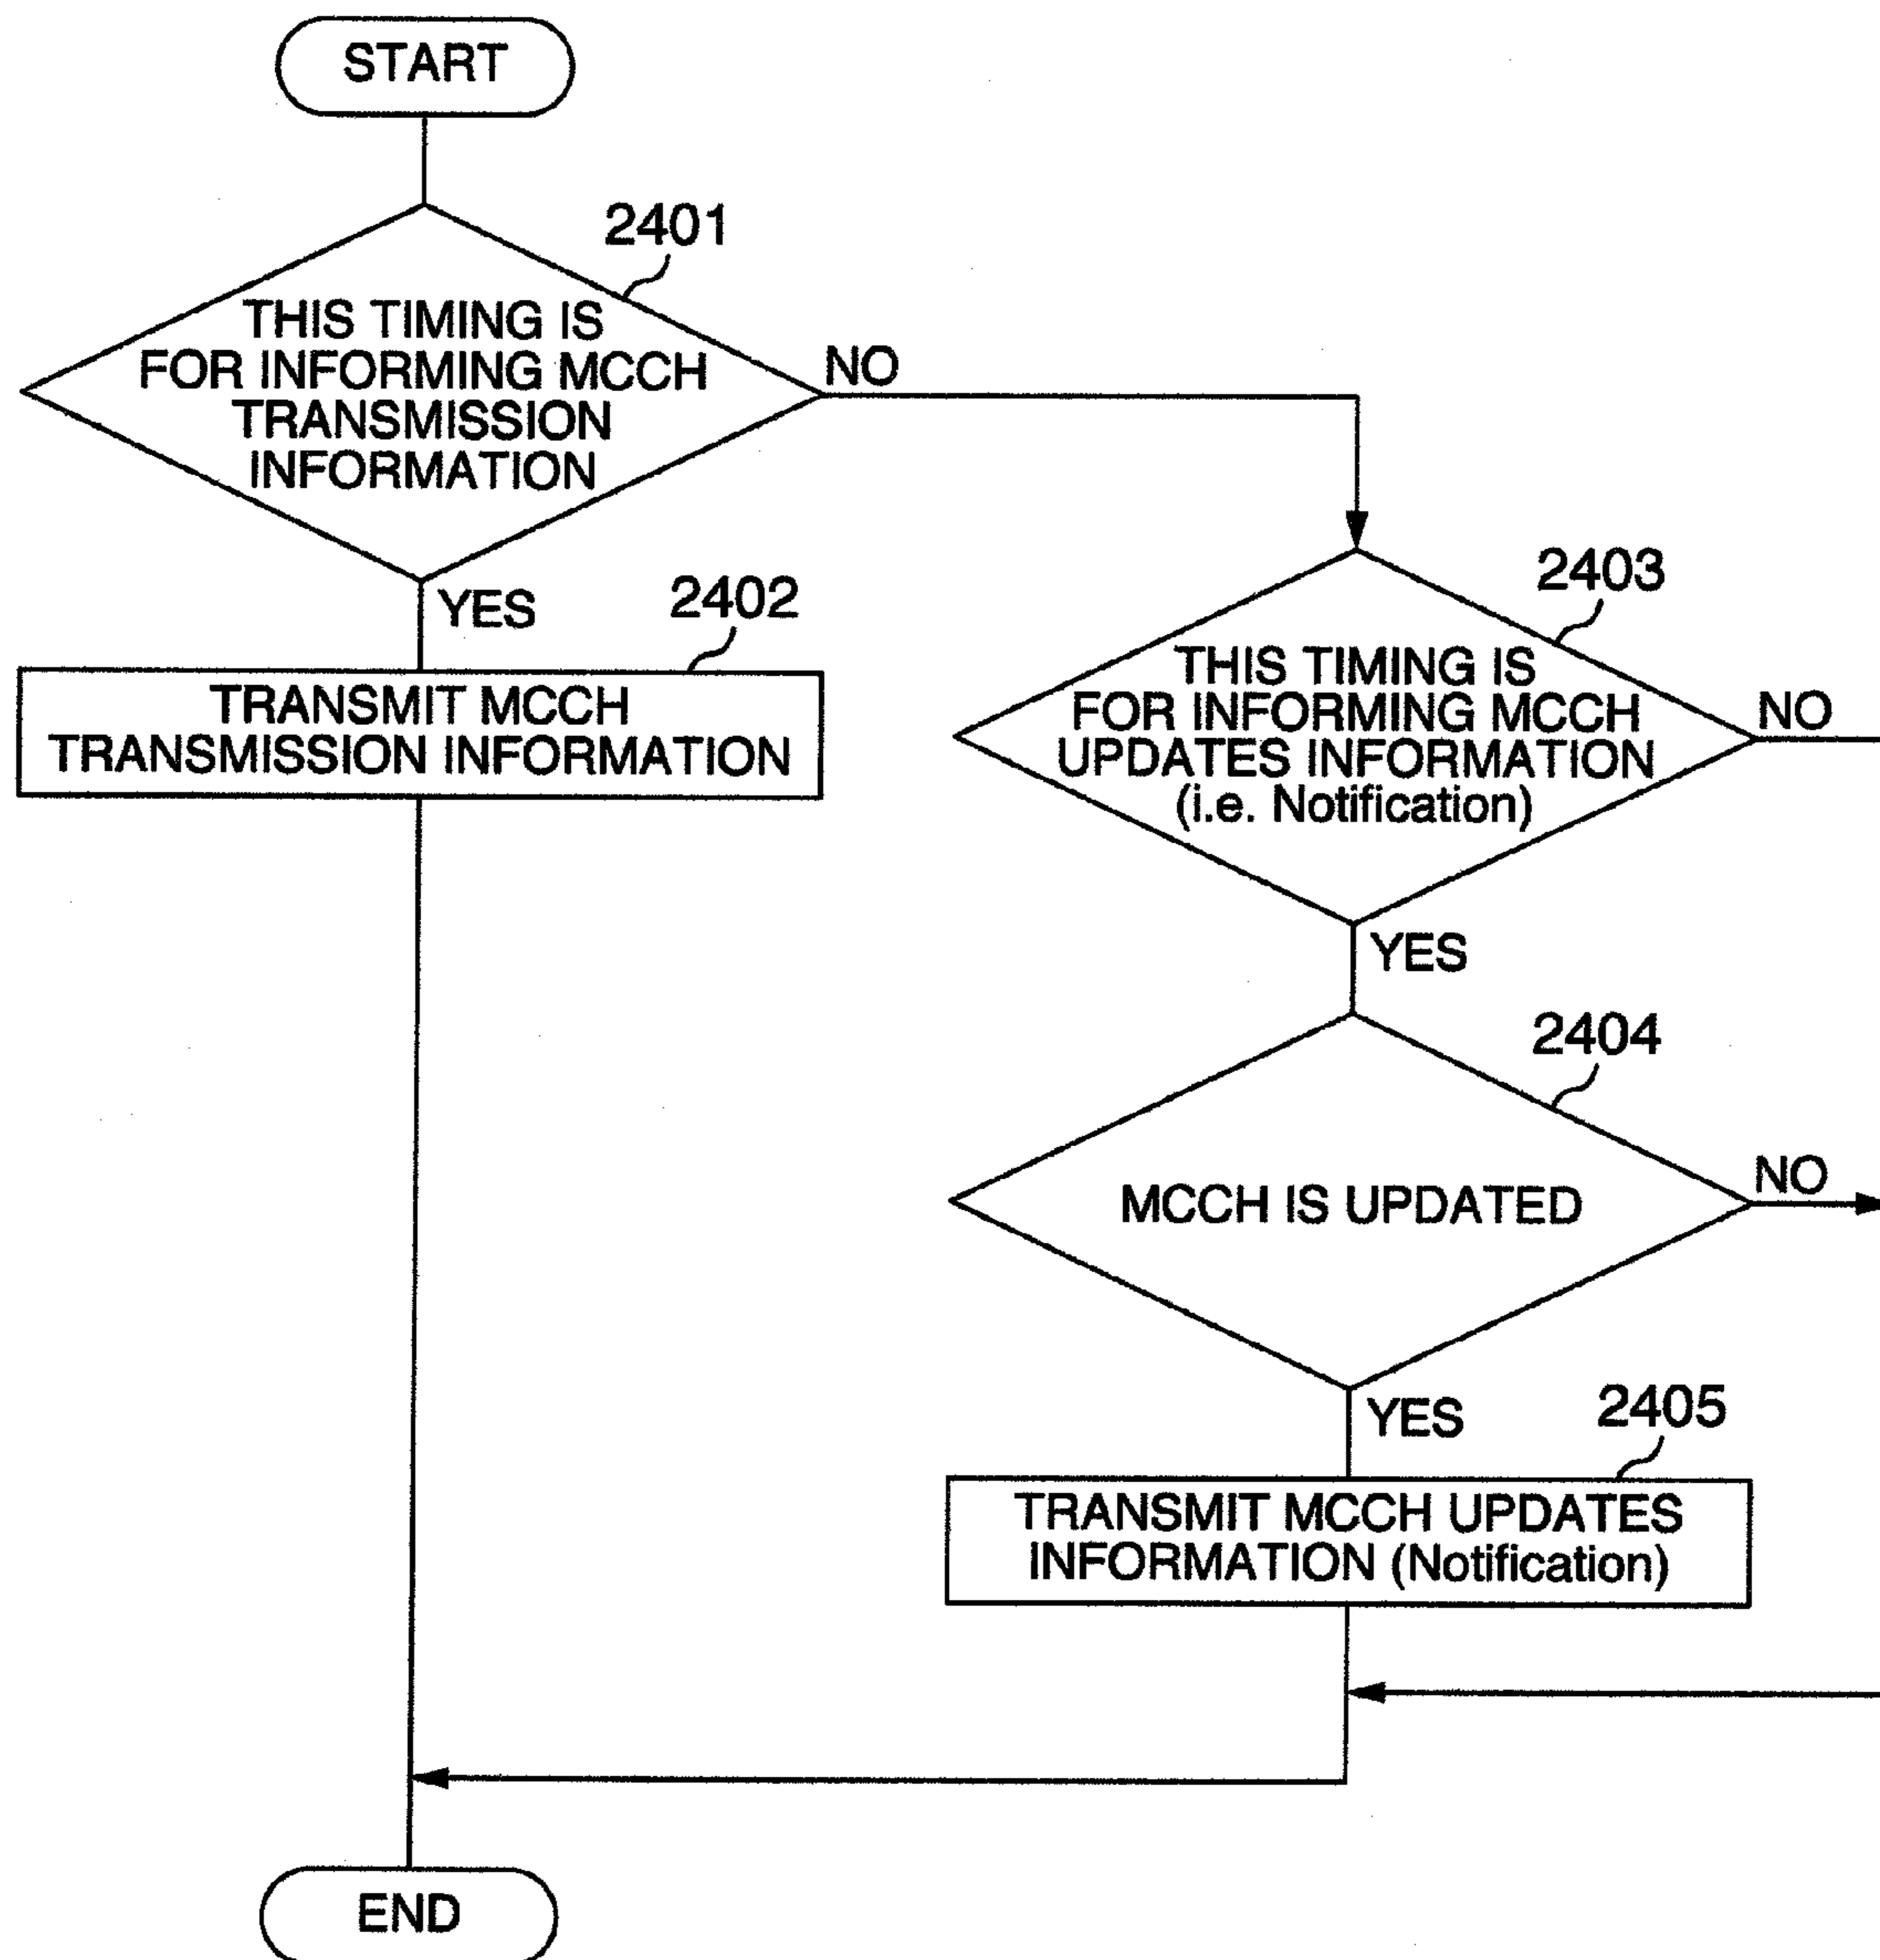 START
2401
THIS TIMING IS
FOR INFORMING MCCH
TRANSMISSION
INFORMATION
NO
YES
2402
TRANSMIT MCCH
TRANSMISSION INFORMATION
2403
THIS TIMING IS
FOR INFORMING MCCH
UPDATES INFORMATION
(i.e. Notification)
NO
YES
2404
MCCH IS UPDATED
NO
YES
2405
TRANSMIT MCCH UPDATES
INFORMATION (Notification)
END